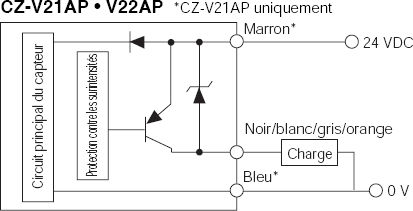 CZ-V21AP • V22AP *CZ-V21AP uniquement
Marron*
24 VDC
Circuit principal du capteur
Protection contre les surintensités
Noir/blanc/gris/orange
Charge
Bleu*
0 V